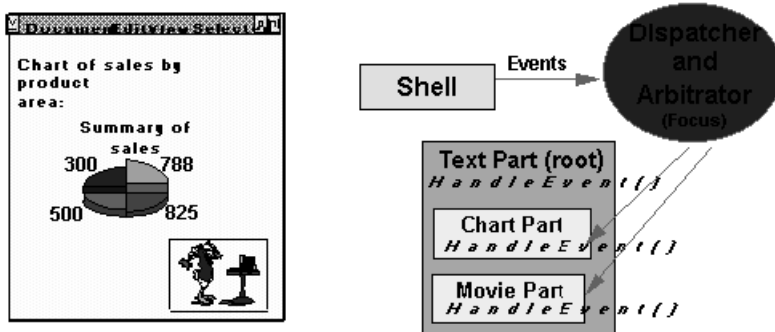 Document Edit View Select
Chart of sales by
product
area:
Summary of
sales
300
788
500
825
Shell
Events
Dispatcher
and
Arbitrator
(Focus)
Text Part (root)
HandleEvent()
Chart Part
HandleEvent()
Movie Part
HandleEvent()